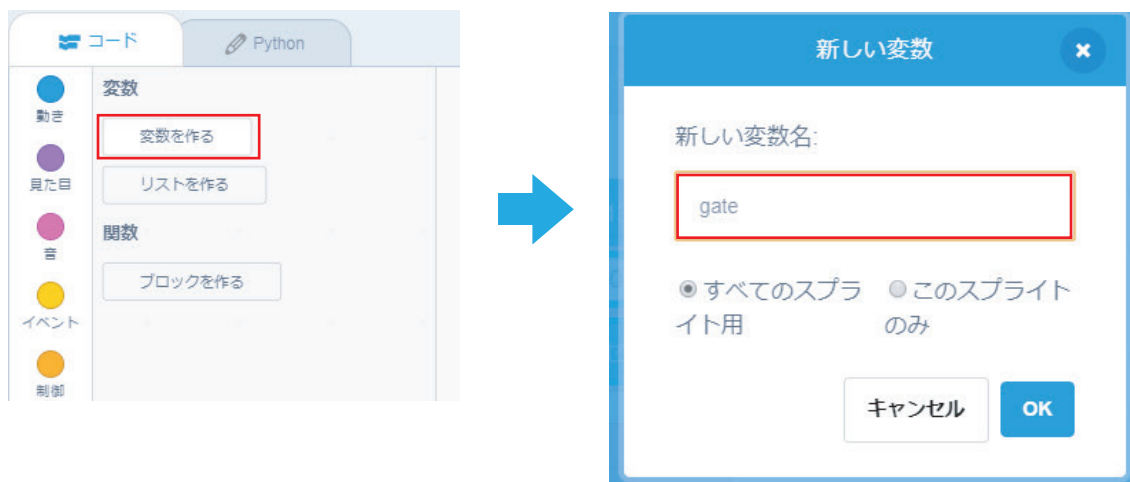 コード
Python
動き
見た目
音
イベント
制御
変数
変数を作る
リストを作る
関数
ブロックを作る
新しい変数
新しい変数名:
gate
すべてのスプラ
イト用
このスプライト
のみ
キャンセル
OK